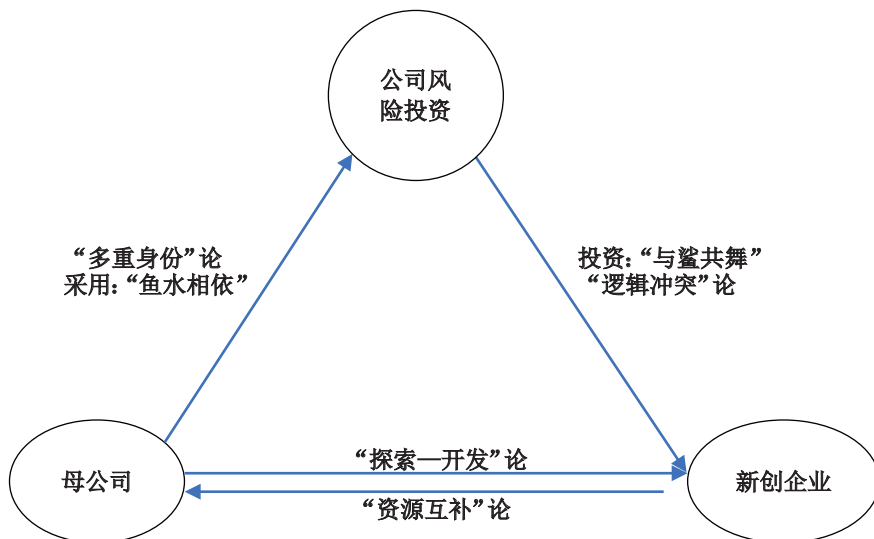 公司风
险投资
“多重身份”论
采用：“鱼水相依”
投资：“与鲨共舞”
“逻辑冲突”论
母公司
“探索—开发”论
“资源互补”论
新创企业